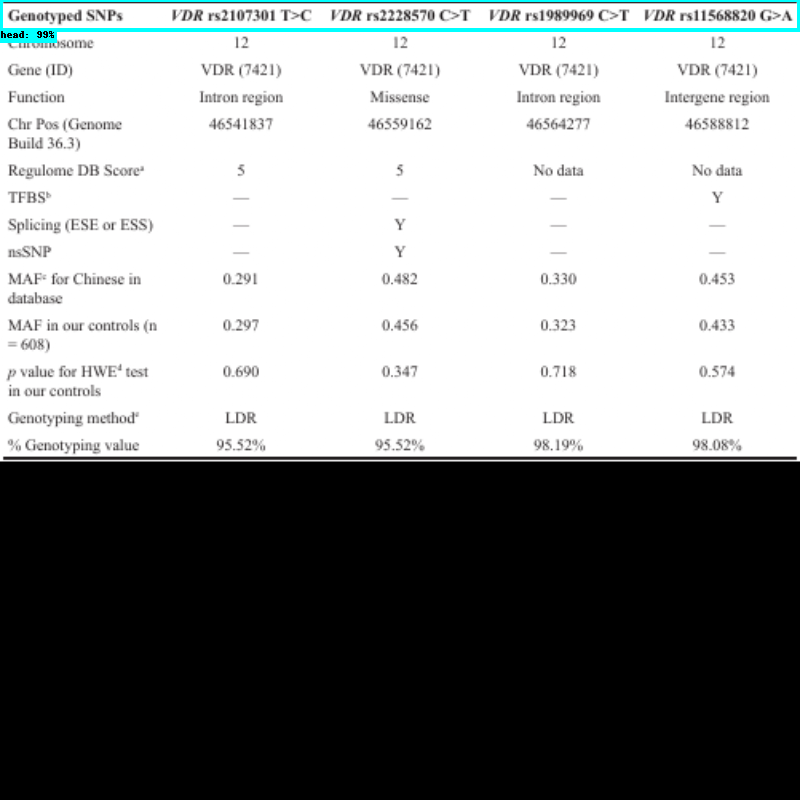 Genotyped SNPs VDR rs2107301 T>C VDR rs2228570 C>T VDR rs1989969 C>T VDR rs11568820 G>A
head: 99%
Chromosome 12 12 12 12
Gene (ID) VDR (7421) VDR (7421) VDR (7421) VDR (7421)
Function Intron region Missense Intron region Intergene region
Chr Pos (Genome 46541837 46559162 46564277 46588812
Build 36.3)
Regulome DB Scoreᵃ 5 5 No data No data
TFBSᵇ — — — Y
Splicing (ESE or ESS) — Y — —
nsSNP — Y — —
MAFᶜ for Chinese in 0.291 0.482 0.330 0.453
database
MAF in our controls (n 0.297 0.456 0.323 0.433
= 608)
p value for HWEᵈ test 0.690 0.347 0.718 0.574
in our controls
Genotyping methodᵉ LDR LDR LDR LDR
% Genotyping value 95.52% 95.52% 98.19% 98.08%